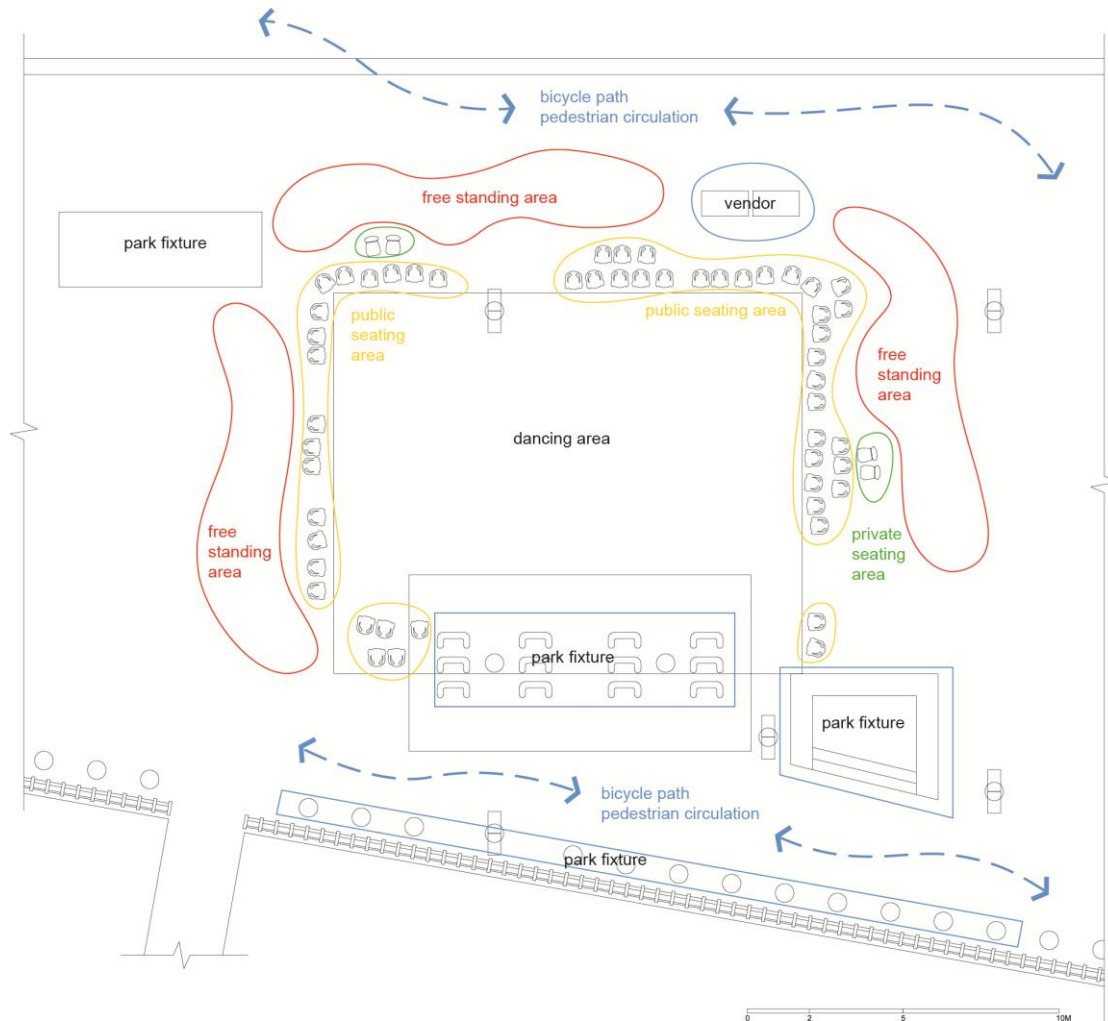 bicycle path
pedestrian circulation
free standing area
vendor
park fixture
public
seating
area
public seating area
free
standing
area
dancing area
free
standing
area
private
seating
area
park fixture
park fixture
bicycle path
pedestrian circulation
park fixture
0 2 5 10M